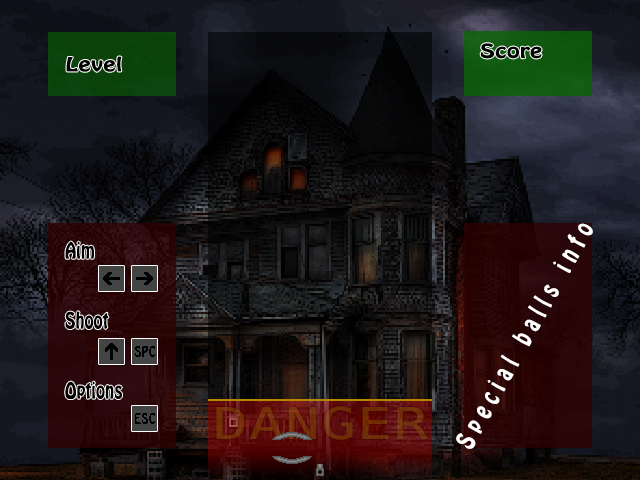 Level
Score
Aim
Shoot
SPC
Options
ESC
Special balls info
DANGER